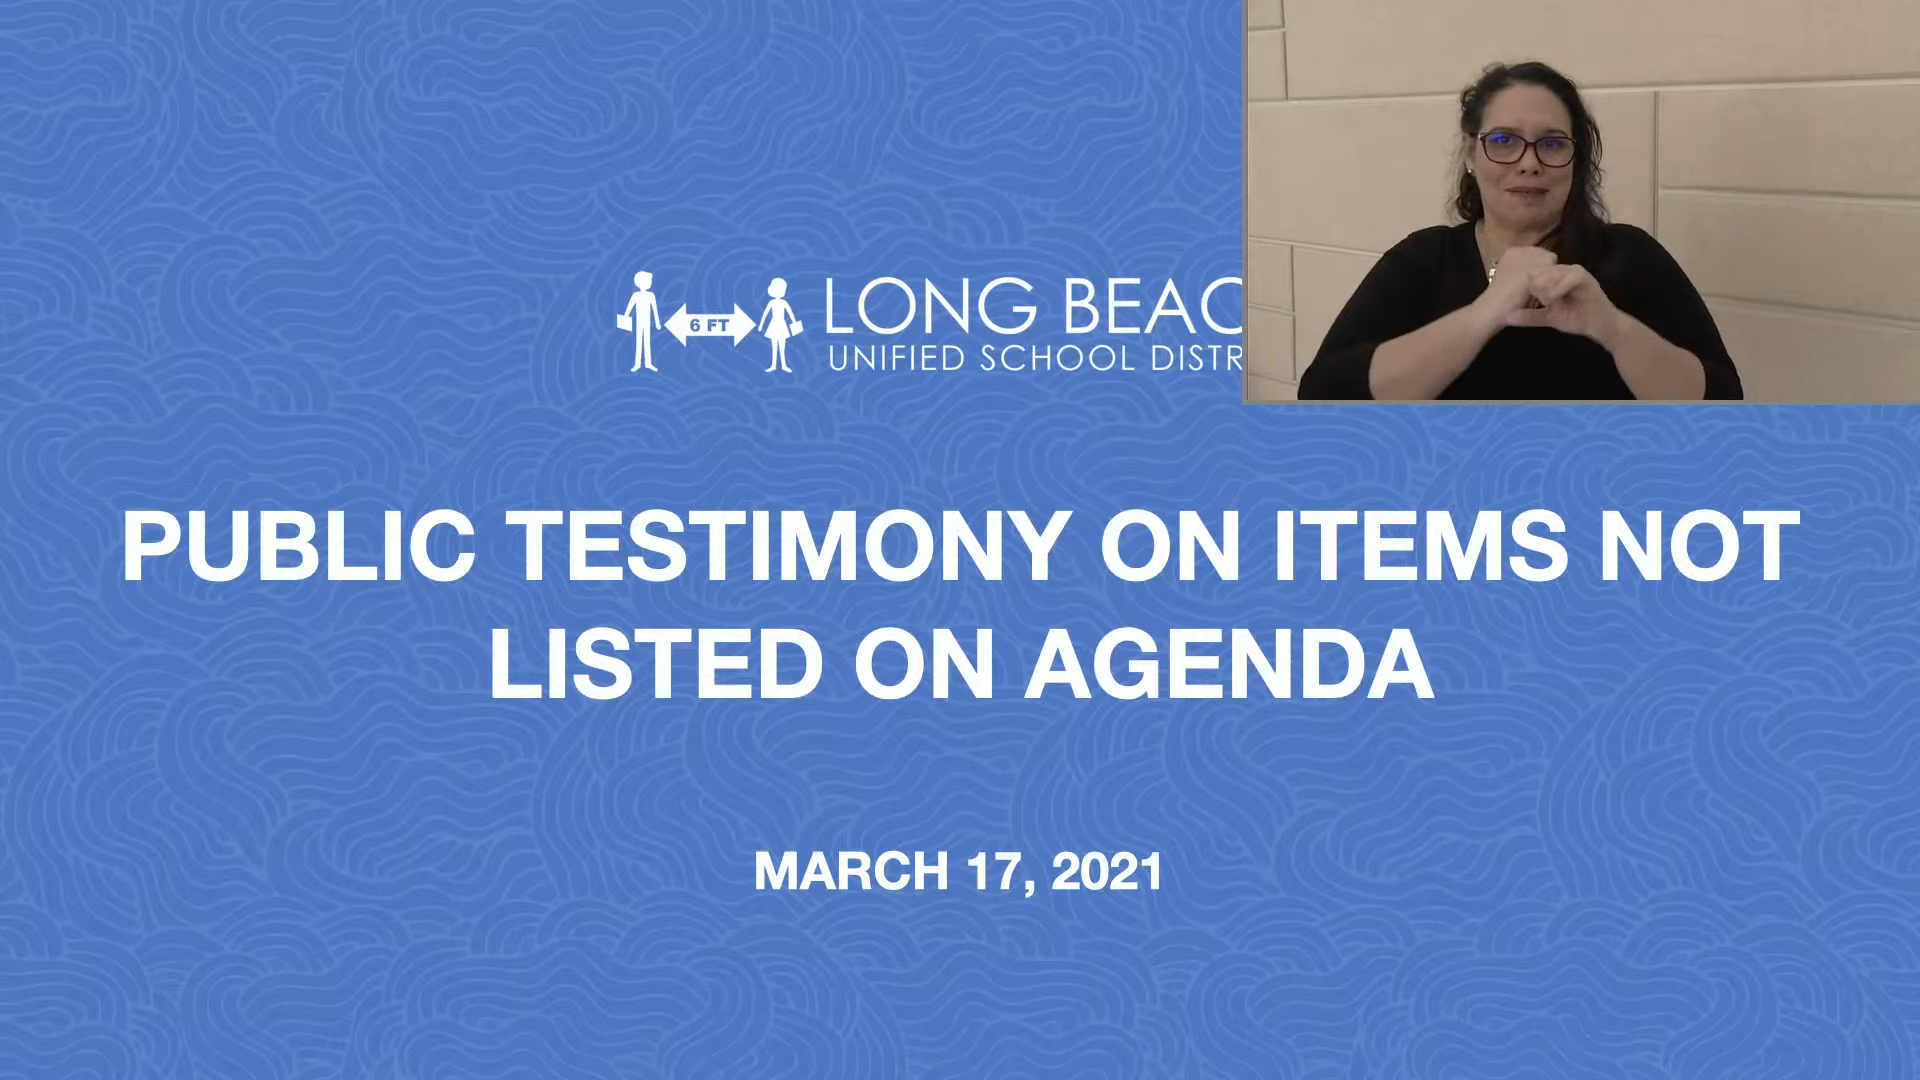 6 FT
LONG BEAC
UNIFIED SCHOOL DISTR
PUBLIC TESTIMONY ON ITEMS NOT
LISTED ON AGENDA
MARCH 17, 2021